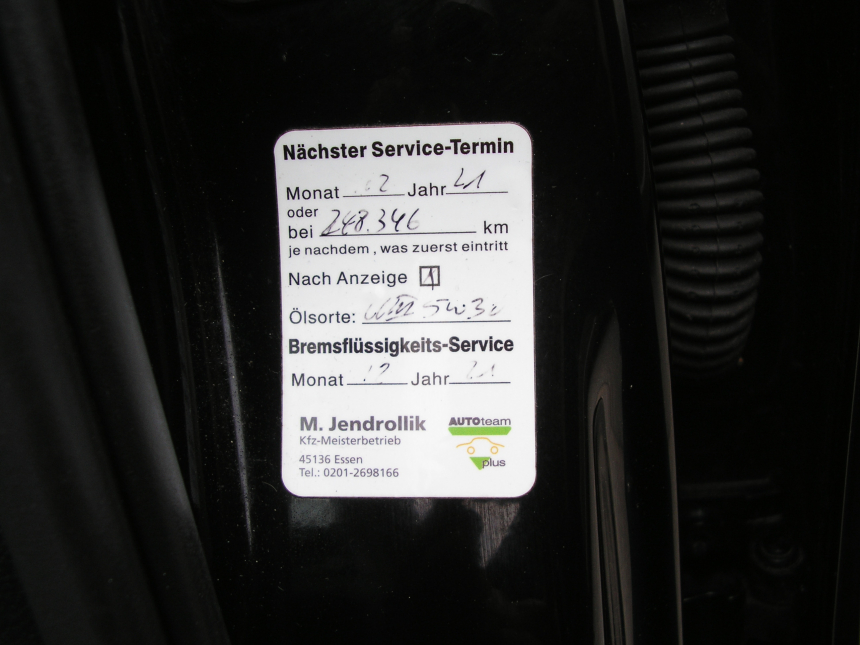 Nächster Service-Termin
Monat 12 Jahr 21
oder
bei 248.346 km
je nachdem, was zuerst eintritt
Nach Anzeige
Ölsorte: 5W30
Bremsflüssigkeits-Service
Monat 12 Jahr 21
M. Jendrollik
Kfz-Meisterbetrieb
45136 Essen
Tel.: 0201-2698166
AUTOteam
plus